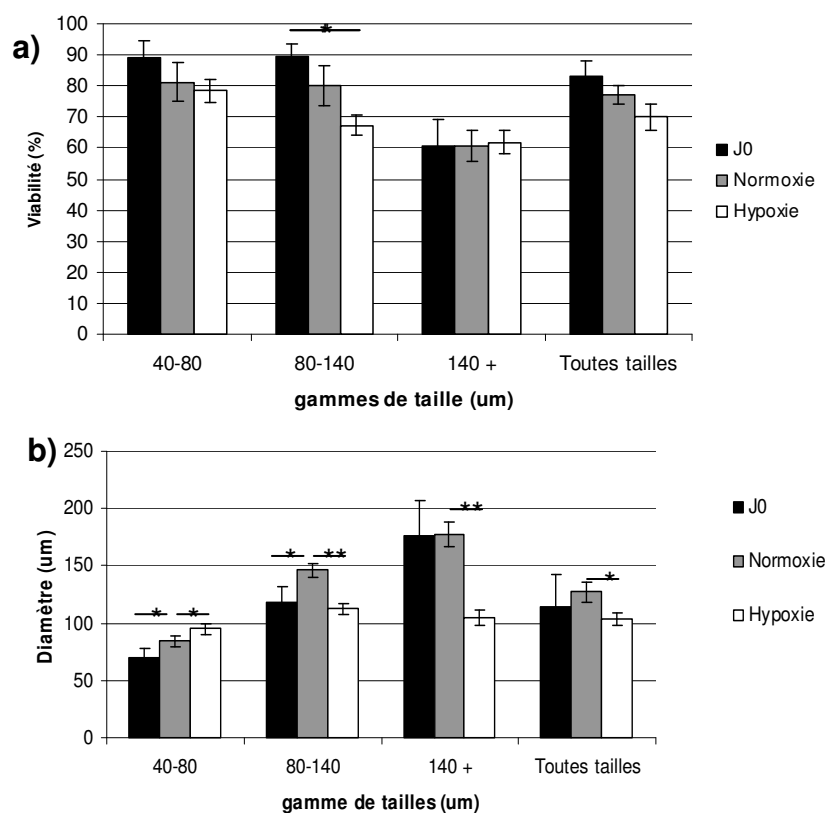 a)
100
90
80
70
60
50
40
30
20
10
0
Viabilité (%)
*
40-80 80-140 140 + Toutes tailles
gammes de taille (um)
J0
Normoxie
Hypoxie
b)
250
200
150
100
50
0
Diamètre (um)
* *
* **
**
*
40-80 80-140 140 + Toutes tailles
gamme de tailles (um)
J0
Normoxie
Hypoxie